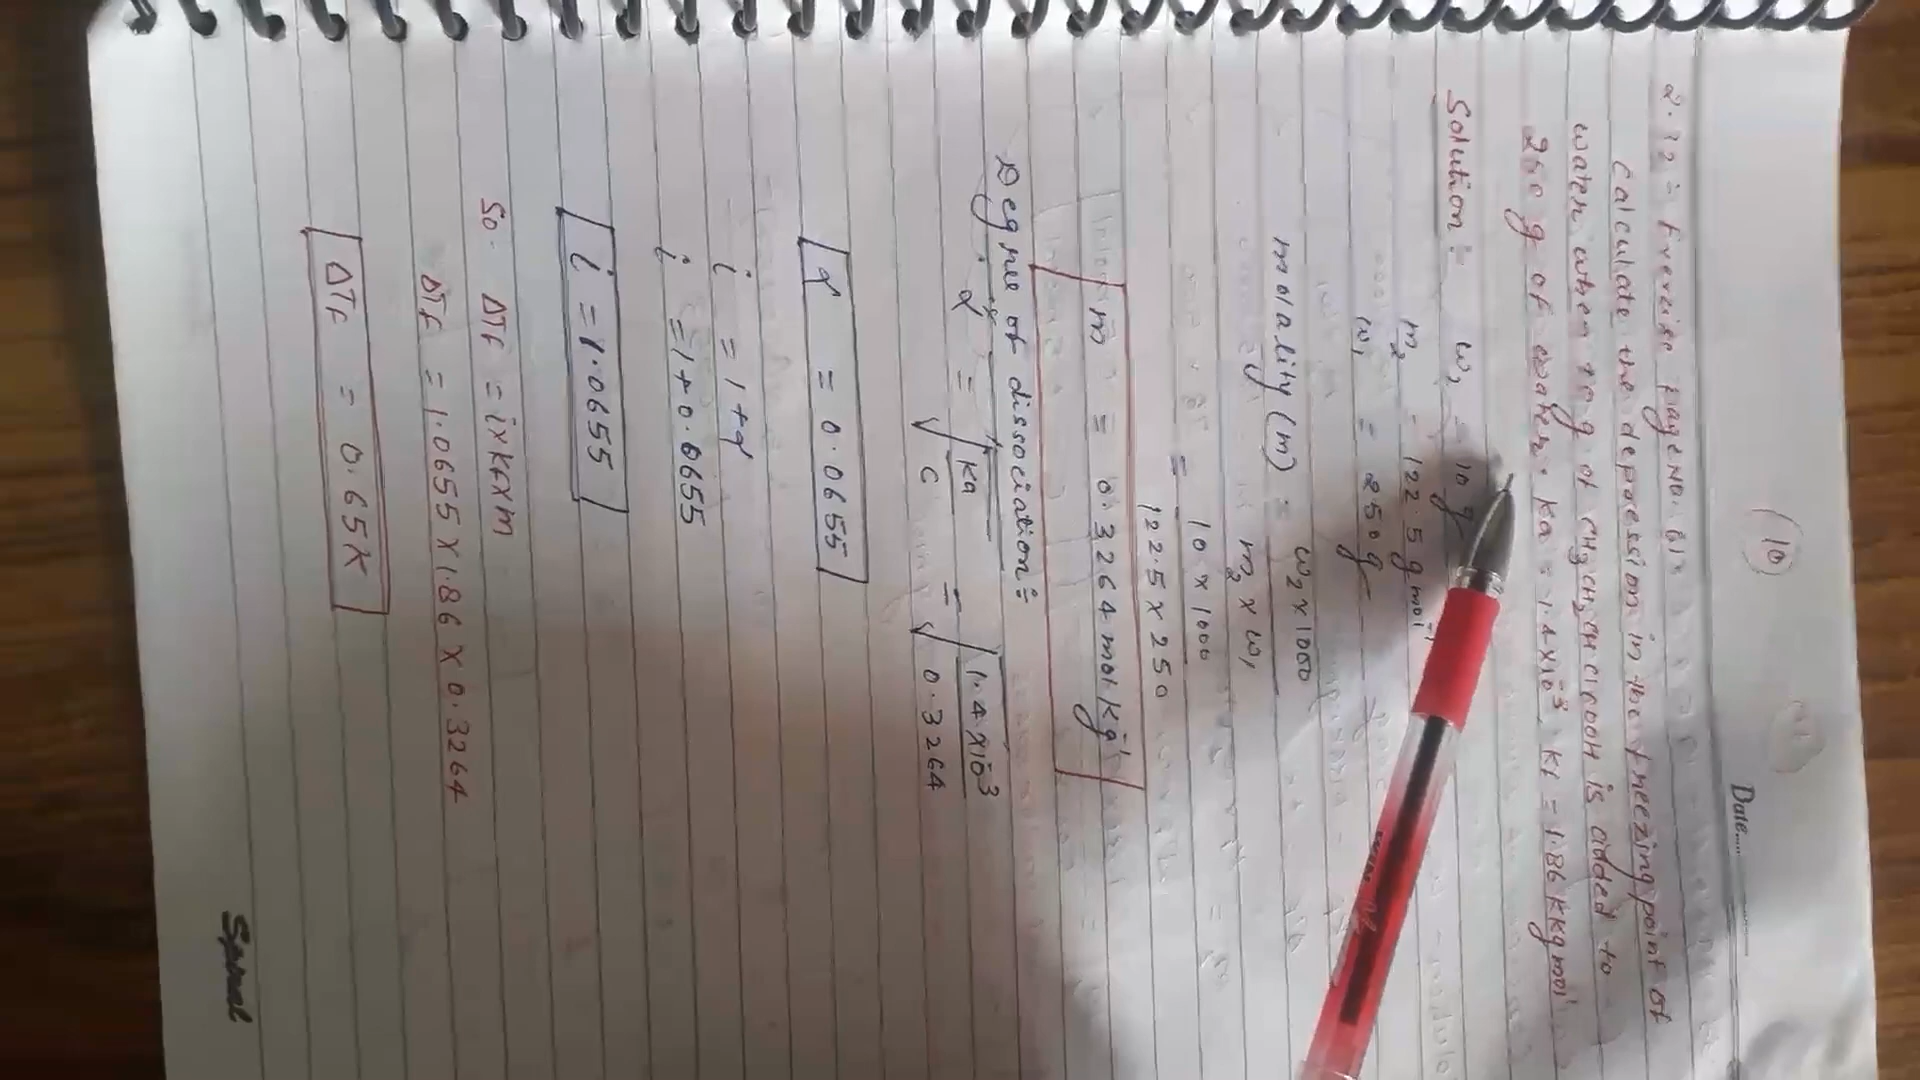 (10)
Date......
2.32 ÷ Exercise page No. 61
Calculate the depression in the freezing point of
water when 10 g of CH3CH2CHClCOOH is added to
250 g of water. Ka = 1.4 x 10⁻³, Kf = 1.86 K kg mol⁻¹
Solution:- w₂ = 10 g
m₂ = 122.5 g mol⁻¹
w₁ = 250 g
molality (m) = w₂ x 1000
m₂ x w₁
= 10 x 1000
122.5 x 250
m = 0.3264 mol kg⁻¹
Degree of dissociation ÷
α = √Ka = √1.4 x 10⁻³
C 0.3264
α = 0.0655
i = 1 + α
i = 1 + 0.0655
i = 1.0655
So. ΔTf = i x Kf x m
ΔTf = 1.0655 x 1.86 x 0.3264
ΔTf = 0.65K
Spiral